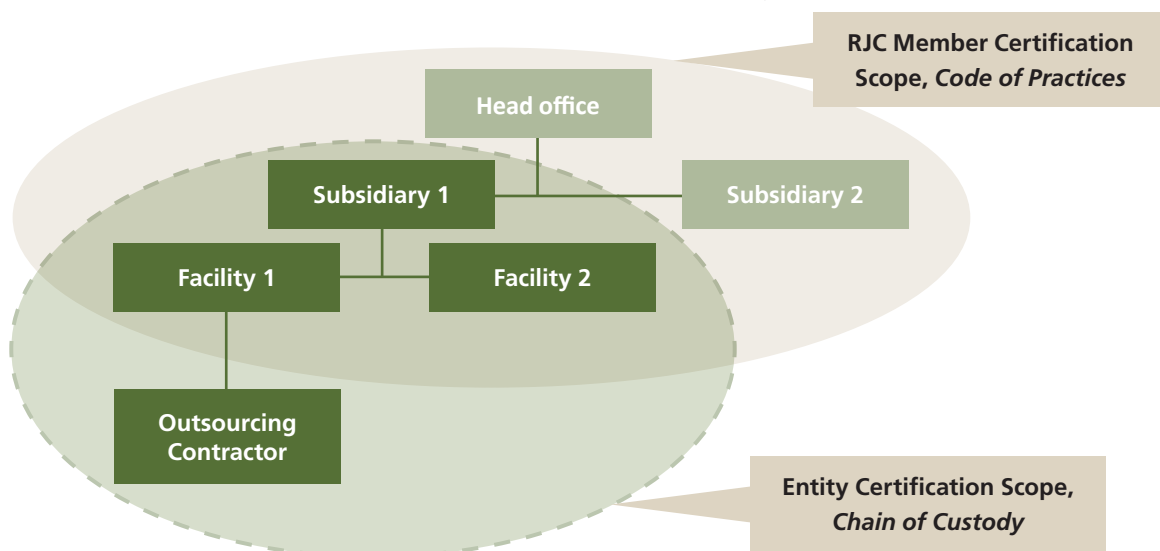 RJC Member Certification
Scope, Code of Practices
Head office
Subsidiary 1
Subsidiary 2
Facility 1
Facility 2
Outsourcing
Contractor
Entity Certification Scope,
Chain of Custody